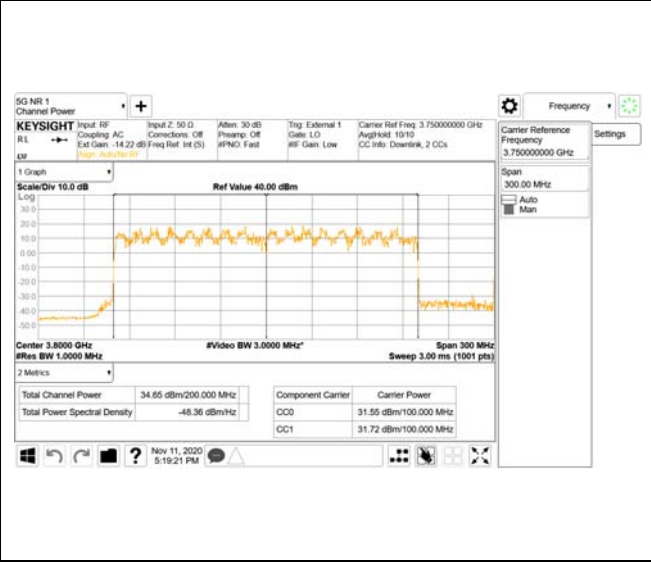 5G NR 1
Channel Power
Frequency
KEYSIGHT
RL
Input: RF
Coupling: AC
Ext Gain: -14.22 dB
Align: Auto/No RF
Input Z: 50 Ω
Corrections: Off
Freq Ref: Int (S)
Atten: 30 dB
Preamp: Off
#PNO: Fast
Trig: External 1
Gate: LO
#IF Gain: Low
Carrier Ref Freq: 3.750000000 GHz
Avg|Hold: 10/10
CC Info: Downlink, 2 CCs
Carrier Reference
Frequency
3.750000000 GHz
Settings
Span
300.00 MHz
Auto
Man
1 Graph
Scale/Div 10.0 dB
Ref Value 40.00 dBm
Log
30.0
20.0
10.0
0.00
-10.0
-20.0
-30.0
-40.0
-50.0
Center 3.8000 GHz
#Video BW 3.0000 MHz*
Span 300 MHz
#Res BW 1.0000 MHz
Sweep 3.00 ms (1001 pts)
2 Metrics
Total Channel Power 34.65 dBm/200.000 MHz
Total Power Spectral Density -48.36 dBm/Hz
Component Carrier Carrier Power
CC0 31.55 dBm/100.000 MHz
CC1 31.72 dBm/100.000 MHz
?
Nov 11, 2020
5:19:21 PM